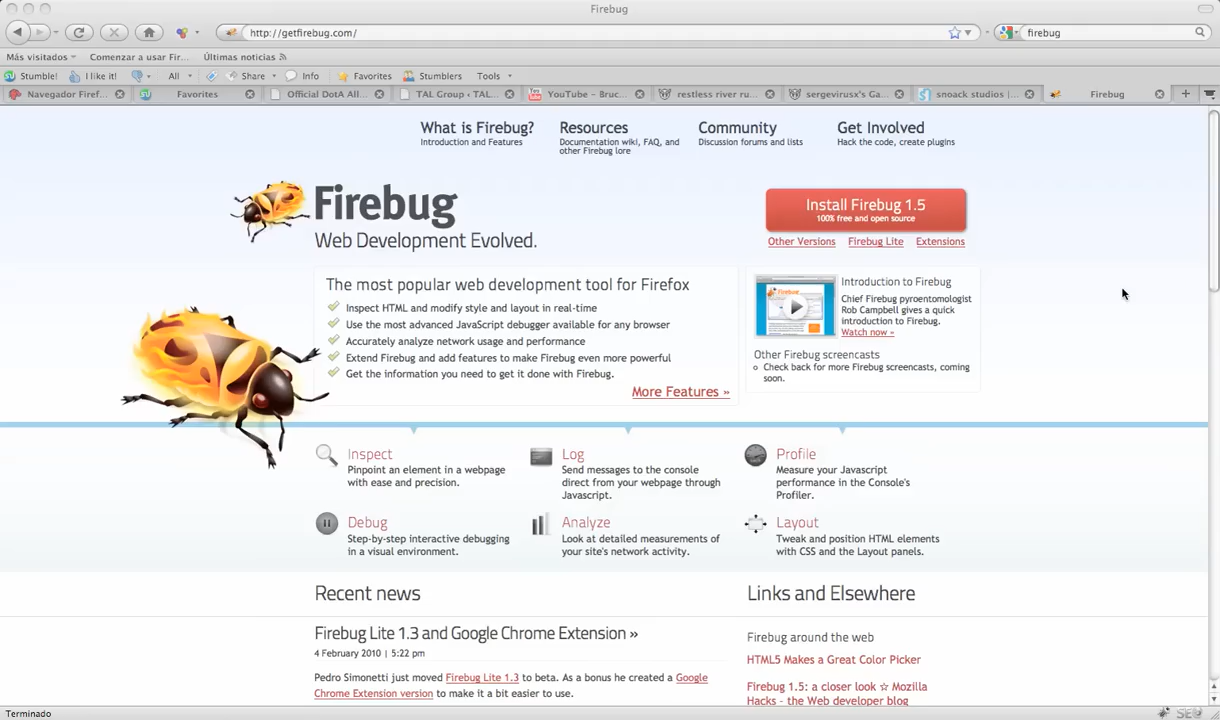 Firebug
http://getfirebug.com/
firebug
Más visitados
Comenzar a usar Fir...
Últimas noticias
Stumble!
I like it!
All
Share
Info
Favorites
Stumblers
Tools
Navegador Firef...
Favorites
Official DotA All...
TAL Group ‹ TAL...
YouTube - Bruc...
restless river ru...
sergevirusx's Ga...
snoack studios |...
Firebug
What is Firebug?
Introduction and Features
Resources
Documentation wiki, FAQ, and
other Firebug lore
Community
Discussion forums and lists
Get Involved
Hack the code, create plugins
Firebug
Web Development Evolved.
Install Firebug 1.5
100% free and open source
Other Versions
Firebug Lite
Extensions
The most popular web development tool for Firefox
Inspect HTML and modify style and layout in real-time
Use the most advanced JavaScript debugger available for any browser
Accurately analyze network usage and performance
Extend Firebug and add features to make Firebug even more powerful
Get the information you need to get it done with Firebug.
More Features »
Introduction to Firebug
Chief Firebug pyroentomologist
Rob Campbell gives a quick
introduction to Firebug.
Watch now »
Other Firebug screencasts
Check back for more Firebug screencasts, coming
soon.
Inspect
Pinpoint an element in a webpage
with ease and precision.
Log
Send messages to the console
direct from your webpage through
Javascript.
Profile
Measure your Javascript
performance in the Console's
Profiler.
Debug
Step-by-step interactive debugging
in a visual environment.
Analyze
Look at detailed measurements of
your site's network activity.
Layout
Tweak and position HTML elements
with CSS and the Layout panels.
Recent news
Firebug Lite 1.3 and Google Chrome Extension »
4 February 2010 | 5:22 pm
Pedro Simonetti just moved Firebug Lite 1.3 to beta. As a bonus he created a Google
Chrome Extension version to make it a bit easier to use.
Links and Elsewhere
Firebug around the web
HTML5 Makes a Great Color Picker
Firebug 1.5: a closer look ☆ Mozilla
Hacks – the Web developer blog
Terminado